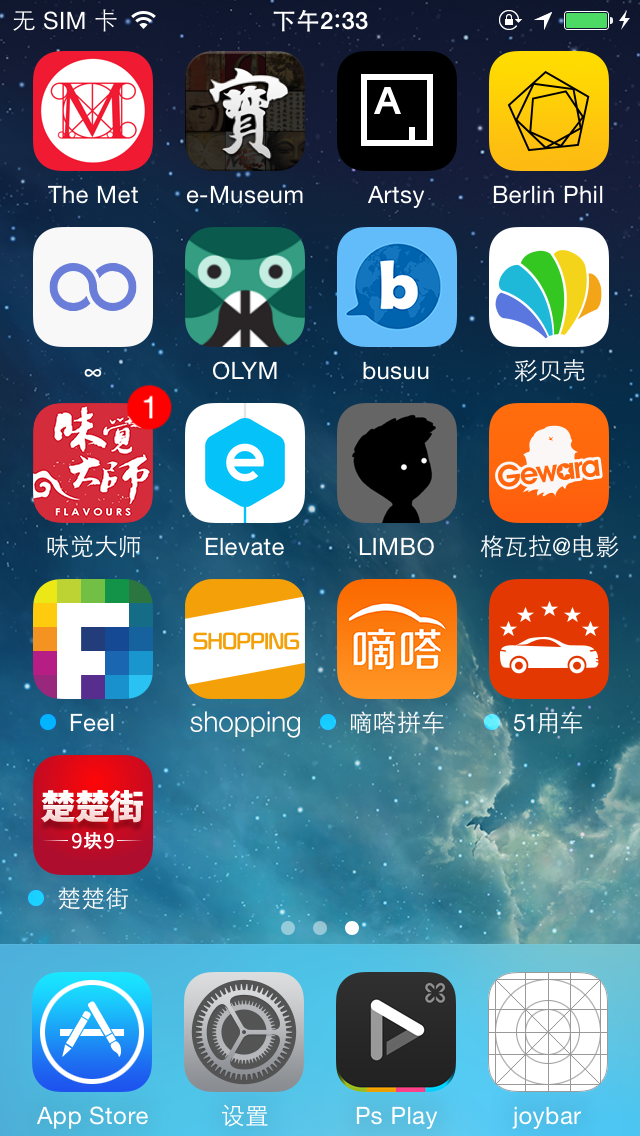 无 SIM 卡
下午2:33
M
寶
A
The Met
e-Museum
Artsy
Berlin Phil
b
∞
OLYM
busuu
彩贝壳
1
味觉大师
FLAVOURS
e
Gewara
味觉大师
Elevate
LIMBO
格瓦拉@电影
F
SHOPPING
嘀嗒
Feel
shopping
嘀嗒拼车
51用车
楚楚街
9块9
楚楚街
App Store
设置
Ps Play
joybar